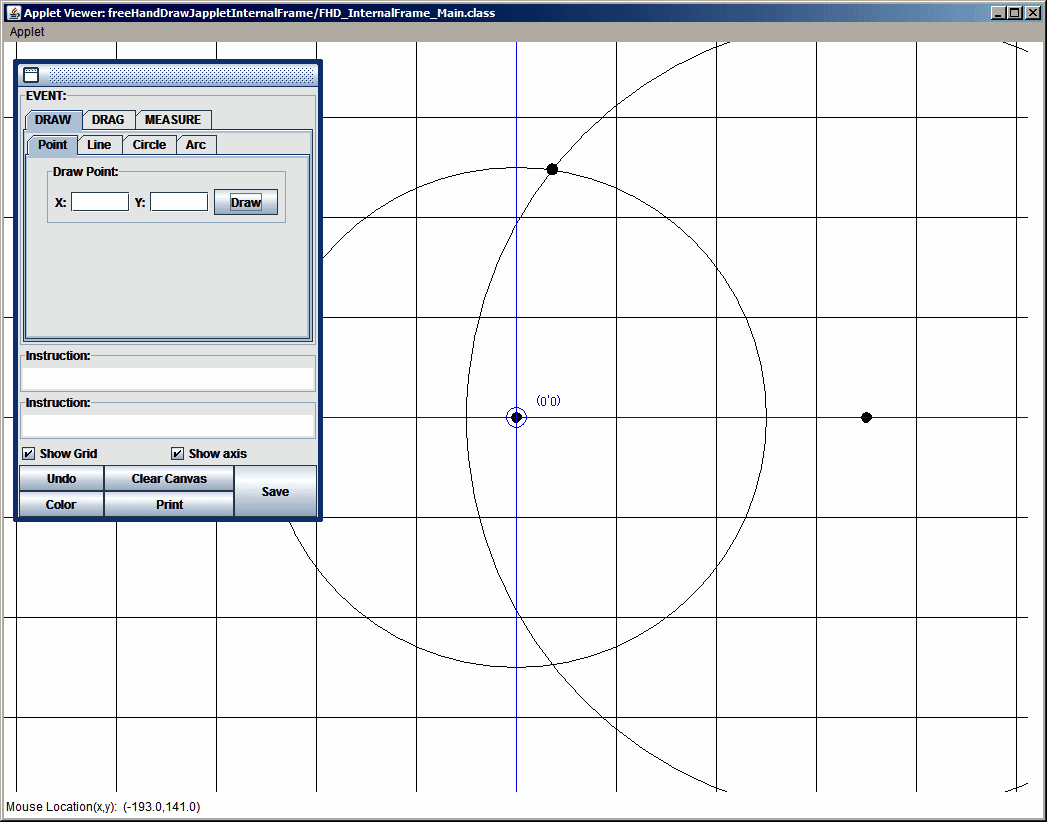 Applet Viewer: freeHandDrawJappletInternalFrame/FHD_InternalFrame_Main.class
Applet
EVENT:
DRAW DRAG MEASURE
Point Line Circle Arc
Draw Point:
X: Y: Draw
(0'0)
Instruction:
Instruction:
Show Grid Show axis
Undo Clear Canvas Save
Color Print
Mouse Location(x,y): (-193.0,141.0)